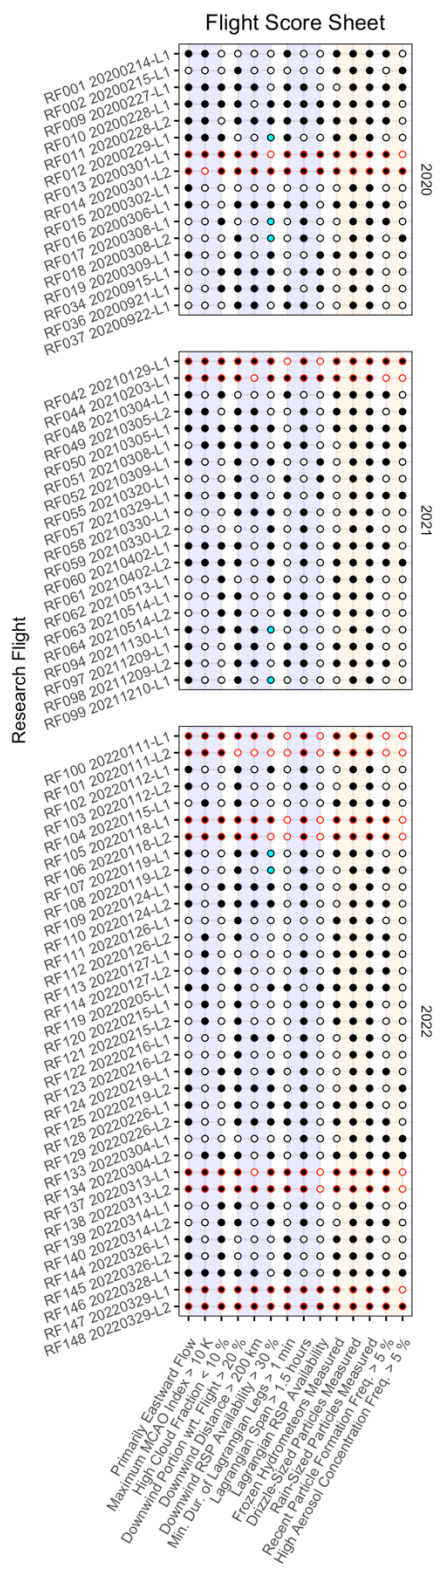 Flight Score Sheet
RF001 20200214-L1
RF002 20200215-L1
RF009 20200227-L1
RF010 20200228-L1
RF011 20200228-L2
RF012 20200229-L1
RF013 20200301-L1
RF014 20200301-L2
RF015 20200302-L1
RF016 20200306-L1
RF017 20200308-L1
RF018 20200308-L2
RF019 20200309-L1
RF034 20200915-L1
RF036 20200921-L1
RF037 20200922-L1
2020
RF042 20210129-L1
RF044 20210203-L1
RF048 20210304-L1
RF049 20210305-L2
RF050 20210305-L1
RF051 20210308-L1
RF052 20210309-L1
RF055 20210320-L1
RF057 20210329-L1
RF058 20210330-L1
RF059 20210330-L2
RF060 20210402-L1
RF061 20210402-L2
RF062 20210513-L1
RF063 20210514-L1
RF064 20210514-L2
RF094 20211130-L1
RF097 20211209-L1
RF098 20211209-L2
RF099 20211210-L1
2021
Research Flight
RF100 20220111-L1
RF101 20220111-L2
RF102 20220112-L1
RF103 20220112-L2
RF104 20220115-L1
RF105 20220118-L1
RF106 20220118-L2
RF107 20220119-L1
RF108 20220119-L2
RF109 20220124-L1
RF110 20220124-L2
RF111 20220126-L1
RF112 20220126-L2
RF113 20220127-L1
RF114 20220127-L2
RF119 20220205-L1
RF120 20220215-L1
RF121 20220215-L2
RF122 20220216-L1
RF123 20220216-L2
RF124 20220219-L1
RF125 20220219-L2
RF128 20220226-L1
RF129 20220226-L2
RF133 20220304-L1
RF134 20220304-L2
RF137 20220313-L1
RF138 20220313-L2
RF139 20220314-L1
RF140 20220314-L2
RF144 20220326-L1
RF145 20220326-L2
RF146 20220328-L1
RF147 20220329-L1
RF148 20220329-L2
2022
Primarily Eastward Flow
Maximum MCAO Index > 10 K
High Cloud Fraction < 10 %
Downwind Portion wrt. Flight > 20 %
Downwind Distance > 200 km
Downwind RSP Availability > 30 %
Min. Dur. of Lagrangian Legs > 1 min
Lagrangian Span > 1.5 hours
Lagrangian RSP Availability
Frozen Hydrometeors Measured
Drizzle-Sized Particles Measured
Rain-Sized Particles Measured
Recent Particle Formation Freq. > 5 %
High Aerosol Concentration Freq. > 5 %